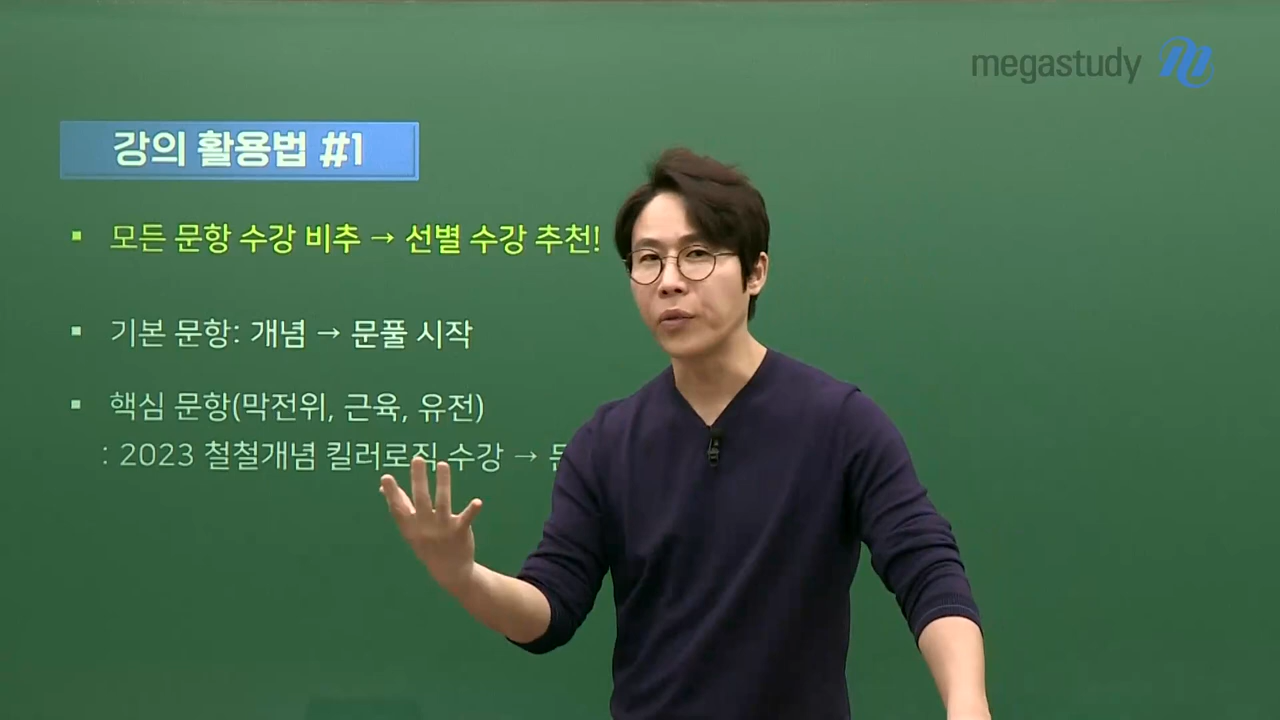 megastudy
강의 활용법 #1
▪ 모든 문항 수강 비추 → 선별 수강 추천!
▪ 기본 문항: 개념 → 문풀 시작
▪ 핵심 문항(막전위, 근육, 유전)
: 2023 철철개념 킬러로직 수강 →